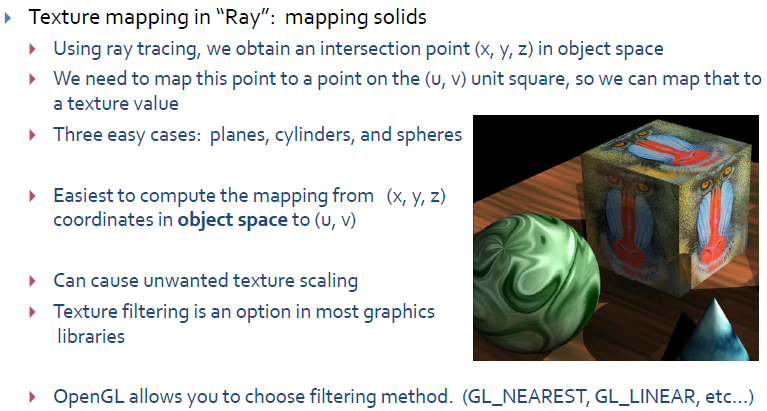 Texture mapping in “Ray”: mapping solids
Using ray tracing, we obtain an intersection point (x, y, z) in object space
We need to map this point to a point on the (u, v) unit square, so we can map that to
a texture value
Three easy cases: planes, cylinders, and spheres
Easiest to compute the mapping from (x, y, z)
coordinates in object space to (u, v)
Can cause unwanted texture scaling
Texture filtering is an option in most graphics
libraries
OpenGL allows you to choose filtering method. (GL_NEAREST, GL_LINEAR, etc...)